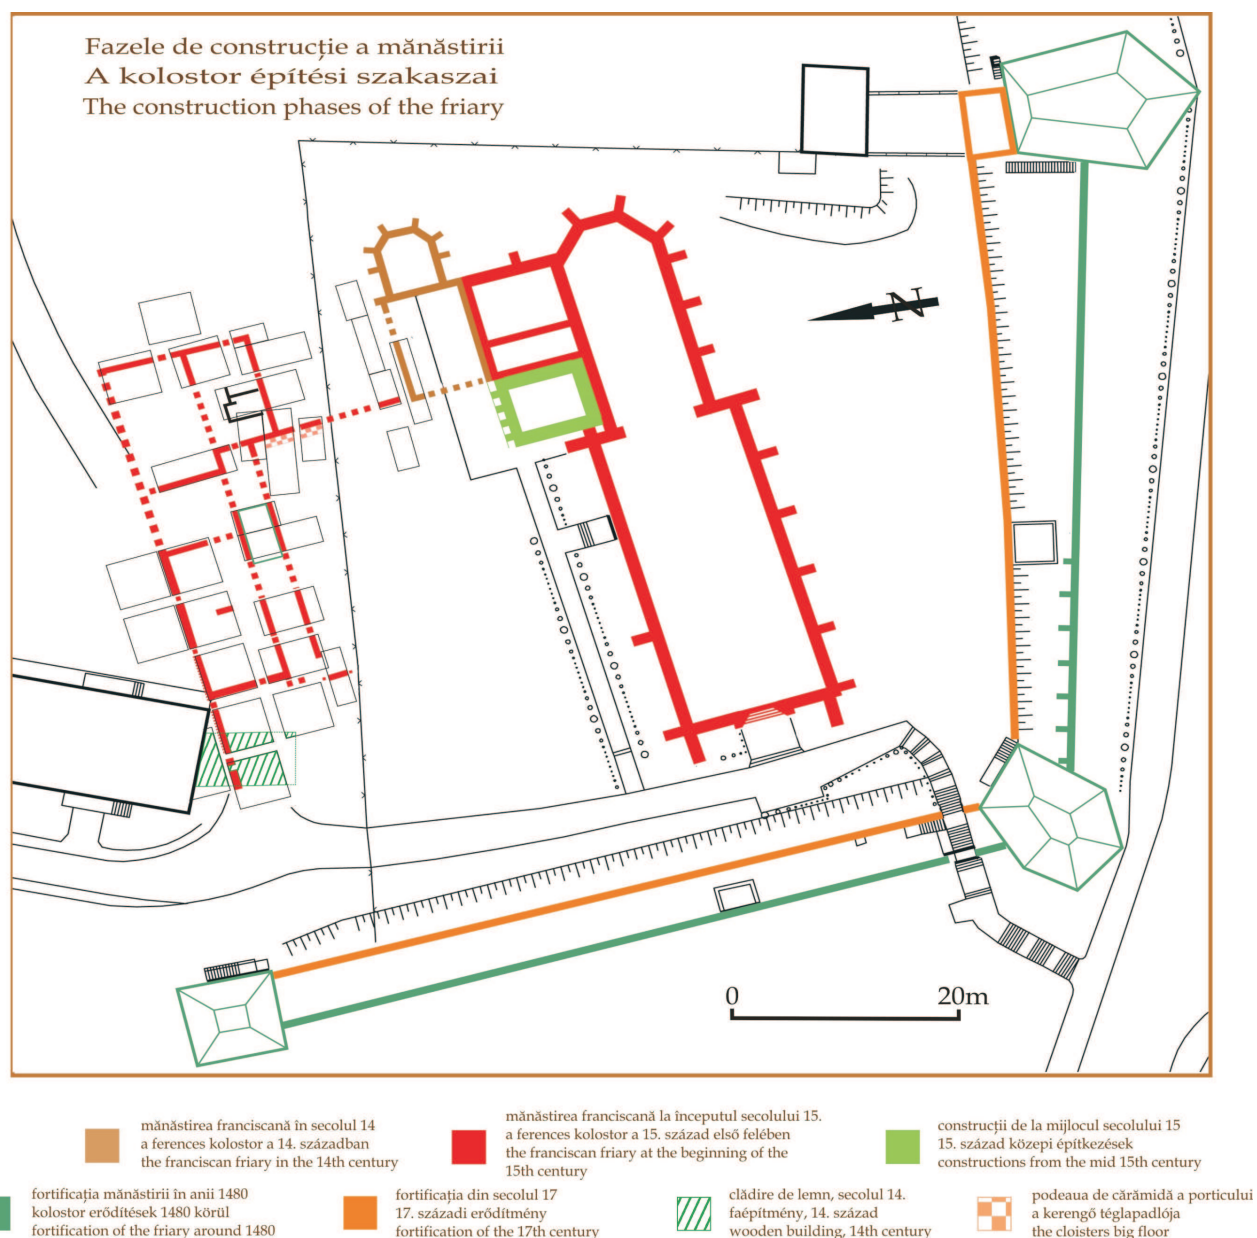 Fazele de construcție a mănăstirii
A kolostor építési szakaszai
The construction phases of the friary
N
0 20m
mănăstirea franciscană în secolul 14
a ferences kolostor a 14. században
the franciscan friary in the 14th century
mănăstirea franciscană la începutul secolului 15.
a ferences kolostor a 15. század első felében
the franciscan friary at the beginning of the
15th century
construcții de la mijlocul secolului 15
15. század közepi építkezések
constructions from the mid 15th century
fortificația mănăstirii în anii 1480
kolostor erődítések 1480 körül
fortification of the friary around 1480
fortificația din secolul 17
17. századi erődítmény
fortification of the 17th century
clădire de lemn, secolul 14.
faépítmény, 14. század
wooden building, 14th century
podeaua de cărămidă a porticului
a kerengő téglapadlója
the cloisters big floor